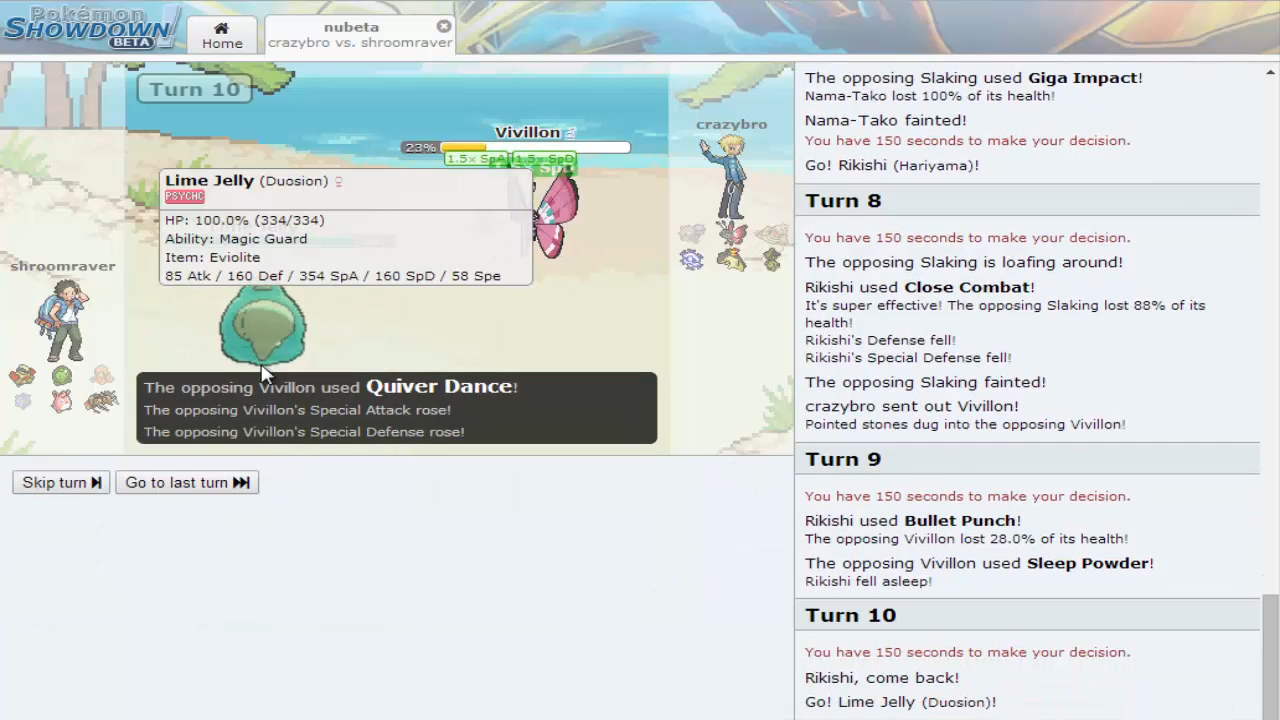 Pokémon
SHOWDOWN!
BETA
Home
nubeta
crazybro vs. shroomraver
Turn 10
Vivillon
23%
1.5× SpA 1.5× SpD
crazybro
shroomraver
Lime Jelly (Duosion) ♀
PSYCHC
HP: 100.0% (334/334)
Ability: Magic Guard
Item: Eviolite
85 Atk / 160 Def / 354 SpA / 160 SpD / 58 Spe
The opposing Vivillon used Quiver Dance!
The opposing Vivillon's Special Attack rose!
The opposing Vivillon's Special Defense rose!
Skip turn
Go to last turn
The opposing Slaking used Giga Impact!
Nama-Tako lost 100% of its health!
Nama-Tako fainted!
You have 150 seconds to make your decision.
Go! Rikishi (Hariyama)!
Turn 8
You have 150 seconds to make your decision.
The opposing Slaking is loafing around!
Rikishi used Close Combat!
It's super effective! The opposing Slaking lost 88% of its
health!
Rikishi's Defense fell!
Rikishi's Special Defense fell!
The opposing Slaking fainted!
crazybro sent out Vivillon!
Pointed stones dug into the opposing Vivillon!
Turn 9
You have 150 seconds to make your decision.
Rikishi used Bullet Punch!
The opposing Vivillon lost 28.0% of its health!
The opposing Vivillon used Sleep Powder!
Rikishi fell asleep!
Turn 10
You have 150 seconds to make your decision.
Rikishi, come back!
Go! Lime Jelly (Duosion)!